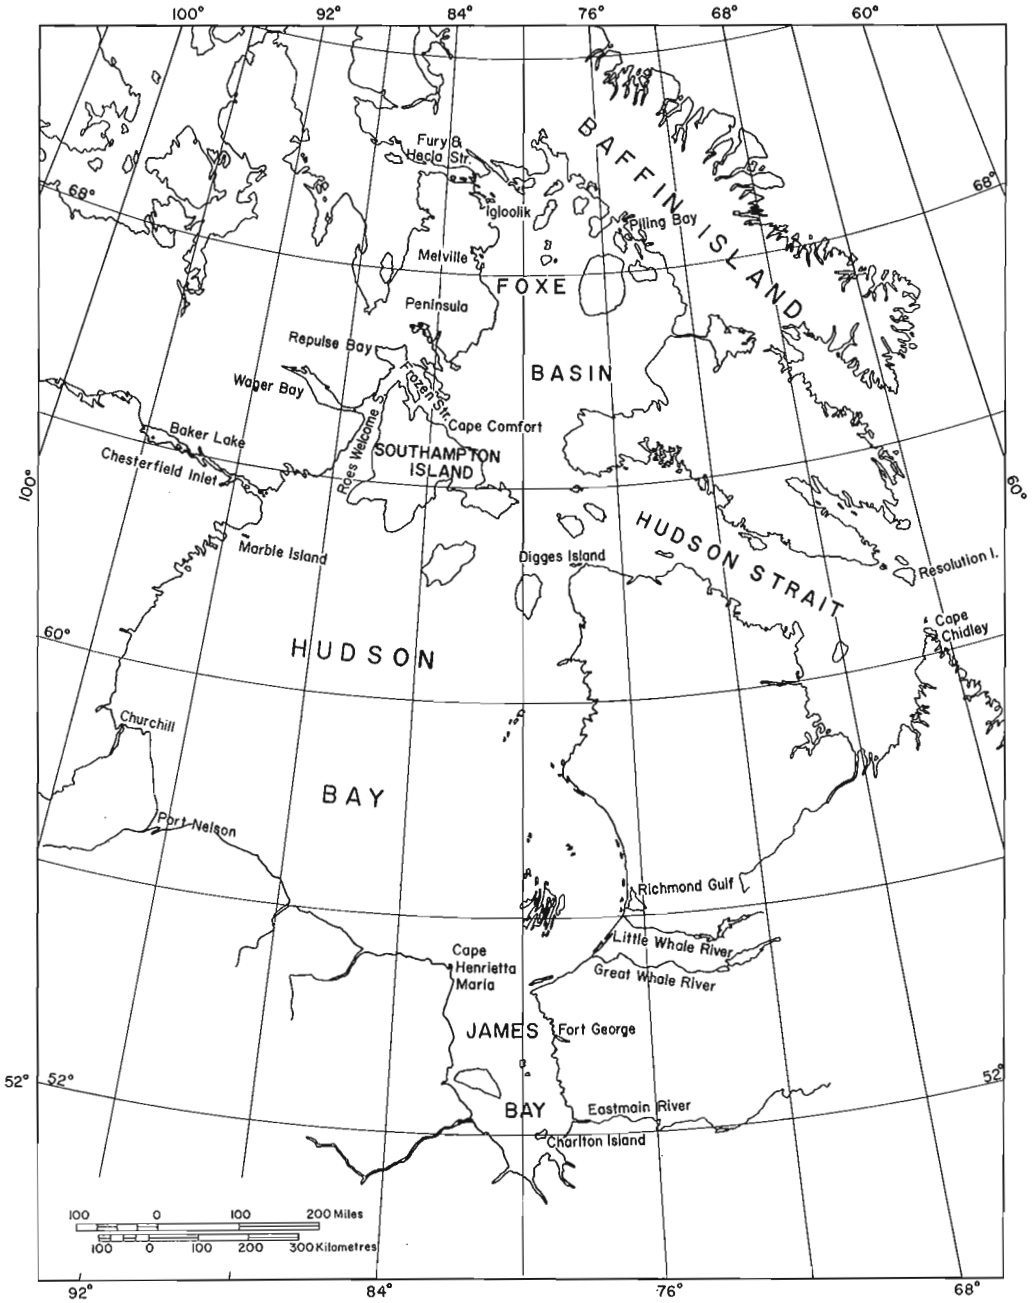 100° 92° 84° 76° 68° 60°
Fury &
Hecla Str.
68°
68°
Igloolik
BAFFIN ISLAND
Piling Bay
Melville
Peninsula
FOXE
BASIN
Repulse Bay
Frozen Str.
Wager Bay
Roes Welcome S.
Cape Comfort
Baker Lake
SOUTHAMPTON
ISLAND
Chesterfield Inlet
100°
60°
Marble Island
Digges Island
HUDSON STRAIT
Resolution I.
60°
Cape
Chidley
HUDSON
BAY
Churchill
Port Nelson
Richmond Gulf
Little Whale River
Great Whale River
Cape
Henrietta
Maria
JAMES
BAY
Fort George
52° 52°
52°
Eastmain River
Charlton Island
100 0 100 200 Miles
100 0 100 200 300 Kilometres
92° 84° 76° 68°